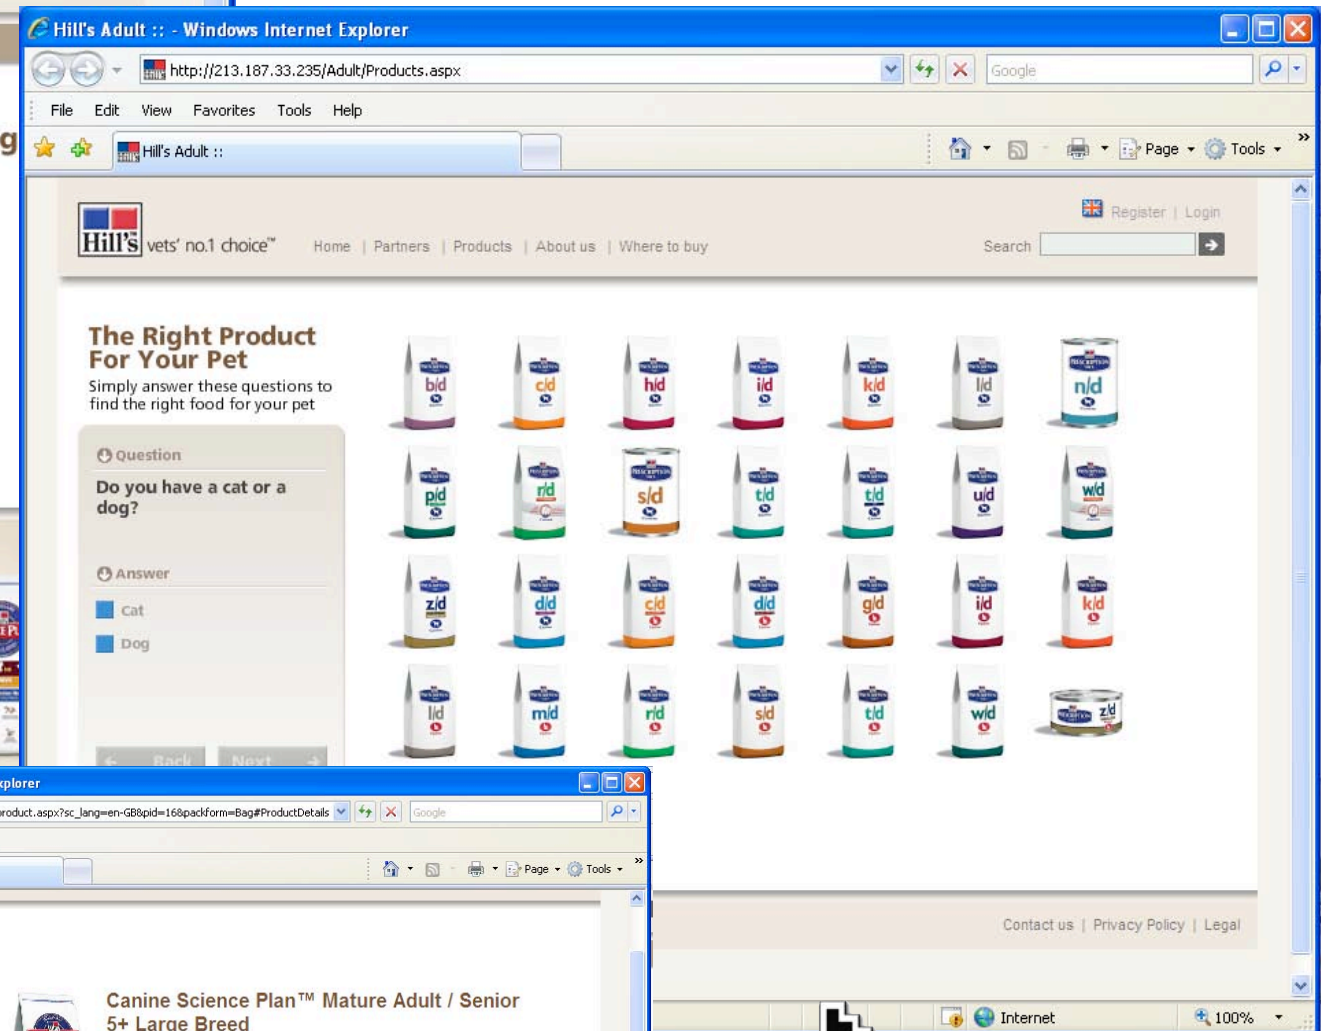 g
Hill's Adult :: - Windows Internet Explorer
http://213.187.33.235/Adult/Products.aspx
Google
File Edit View Favorites Tools Help
Hill's Adult ::
Page Tools »
Hill's vets' no.1 choice™
Home | Partners | Products | About us | Where to buy
Register | Login
Search
The Right Product
For Your Pet
Simply answer these questions to
find the right food for your pet
Question
Do you have a cat or a
dog?
Answer
Cat
Dog
Back Next
b/d c/d h/d i/d k/d l/d n/d
p/d r/d s/d t/d t/d u/d w/d
z/d d/d c/d d/d g/d i/d k/d
l/d m/d r/d s/d t/d w/d z/d
Contact us | Privacy Policy | Legal
Internet
100%
xplorer
product.aspx?sc_lang=en-GB&pid=16&packform=Bag#ProductDetails
Google
Page Tools »
Canine Science Plan™ Mature Adult / Senior
5+ Large Breed